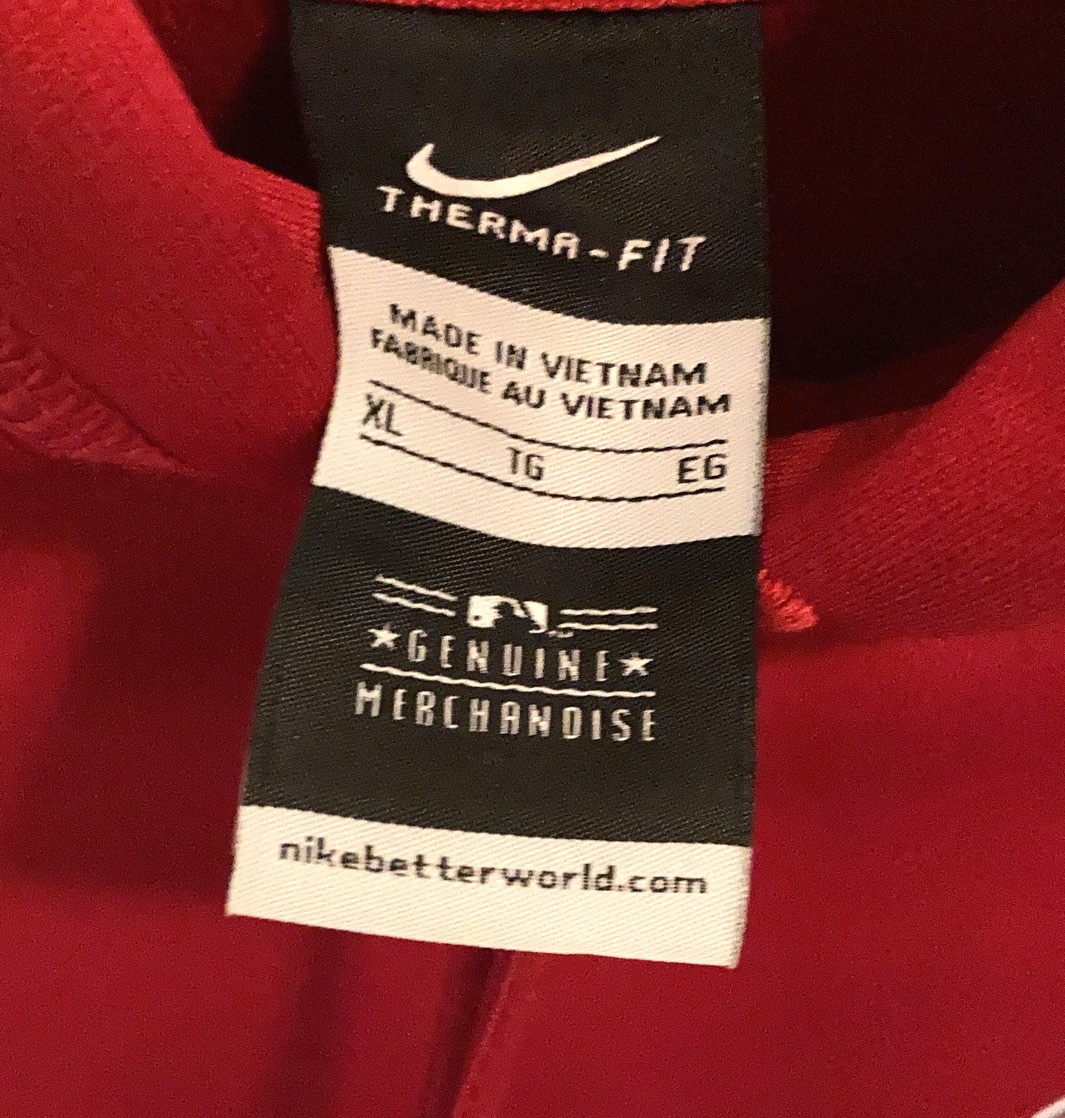 THERMA-FIT
MADE IN VIETNAM
FABRIQUE AU VIETNAM
XL TG EG
GENUINE
MERCHANDISE
nikebetterworld.com